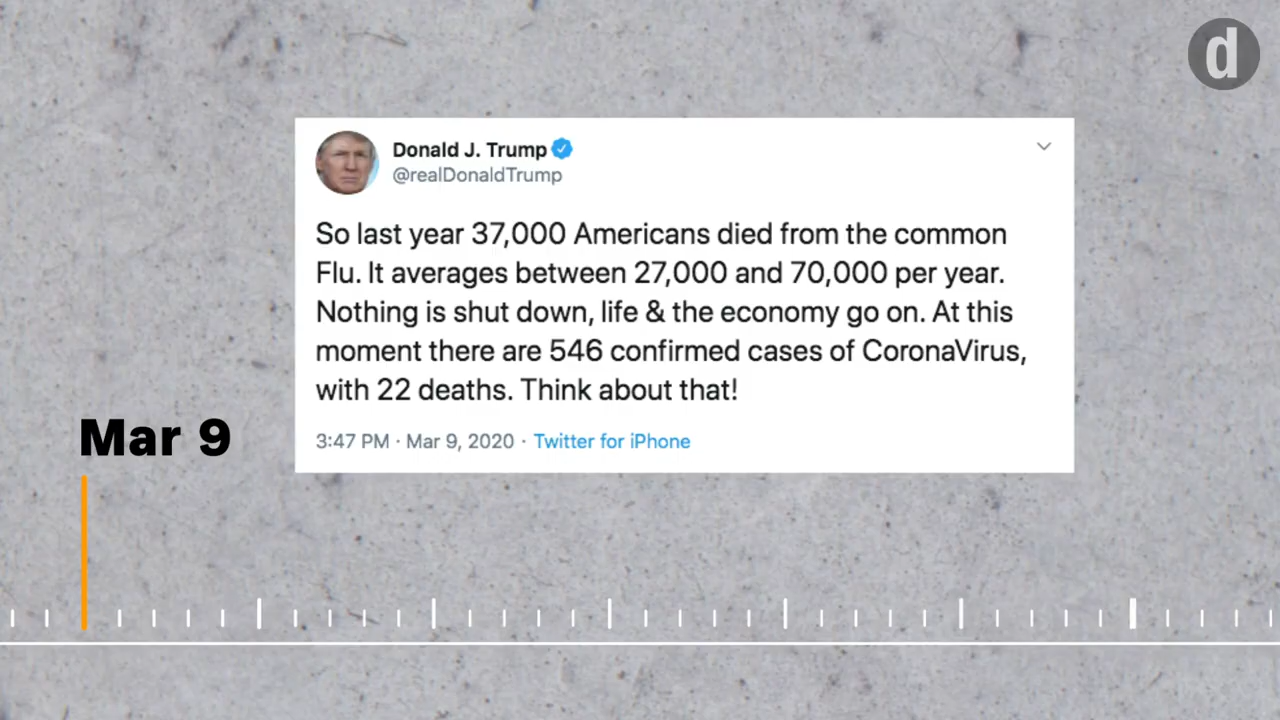 d
Donald J. Trump
@realDonaldTrump
So last year 37,000 Americans died from the common
Flu. It averages between 27,000 and 70,000 per year.
Nothing is shut down, life & the economy go on. At this
moment there are 546 confirmed cases of CoronaVirus,
with 22 deaths. Think about that!
Mar 9
3:47 PM · Mar 9, 2020 · Twitter for iPhone